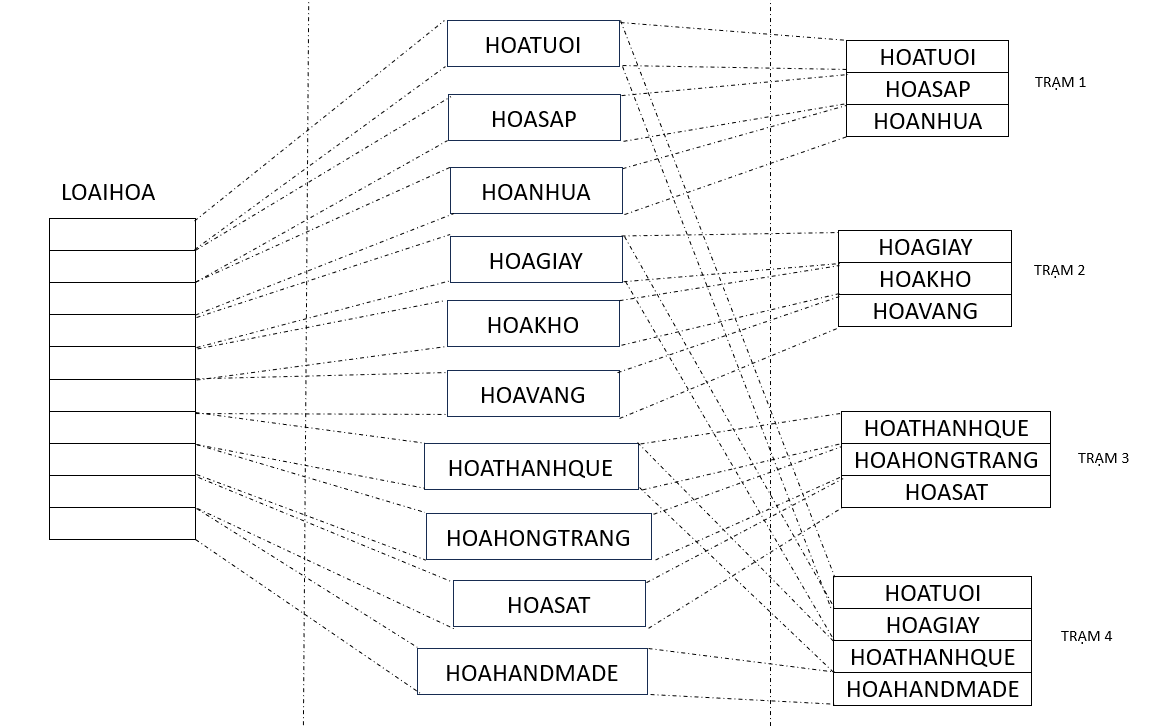 LOAIHOA
HOATUOI
HOASAP
HOANHUA
HOAGIAY
HOAKHO
HOAVANG
HOATHANHQUE
HOAHONGTRANG
HOASAT
HOAHANDMADE
HOATUOI
HOASAP
HOANHUA
TRẠM 1
HOAGIAY
HOAKHO
HOAVANG
TRẠM 2
HOATHANHQUE
HOAHONGTRANG
HOASAT
TRẠM 3
HOATUOI
HOAGIAY
HOATHANHQUE
HOAHANDMADE
TRẠM 4